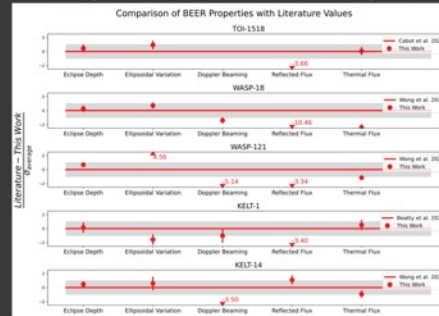 Comparison of BEER Properties with Literature Values
TOI-1518
Cabot et al. 202
This Work
3.66
Eclipse Depth Ellipsoidal Variation Doppler Beaming Reflected Flux Thermal Flux
WASP-18
Wong et al. 202
This Work
10.46
Eclipse Depth Ellipsoidal Variation Doppler Beaming Reflected Flux Thermal Flux
WASP-121
Wong et al. 202
This Work
4.56
5.14 3.34
Eclipse Depth Ellipsoidal Variation Doppler Beaming Reflected Flux Thermal Flux
KELT-1
Beatty et al. 202
This Work
3.40
Eclipse Depth Ellipsoidal Variation Doppler Beaming Reflected Flux Thermal Flux
KELT-14
Wong et al. 202
This Work
3.50
Eclipse Depth Ellipsoidal Variation Doppler Beaming Reflected Flux Thermal Flux
Literature − This Work
σaverage